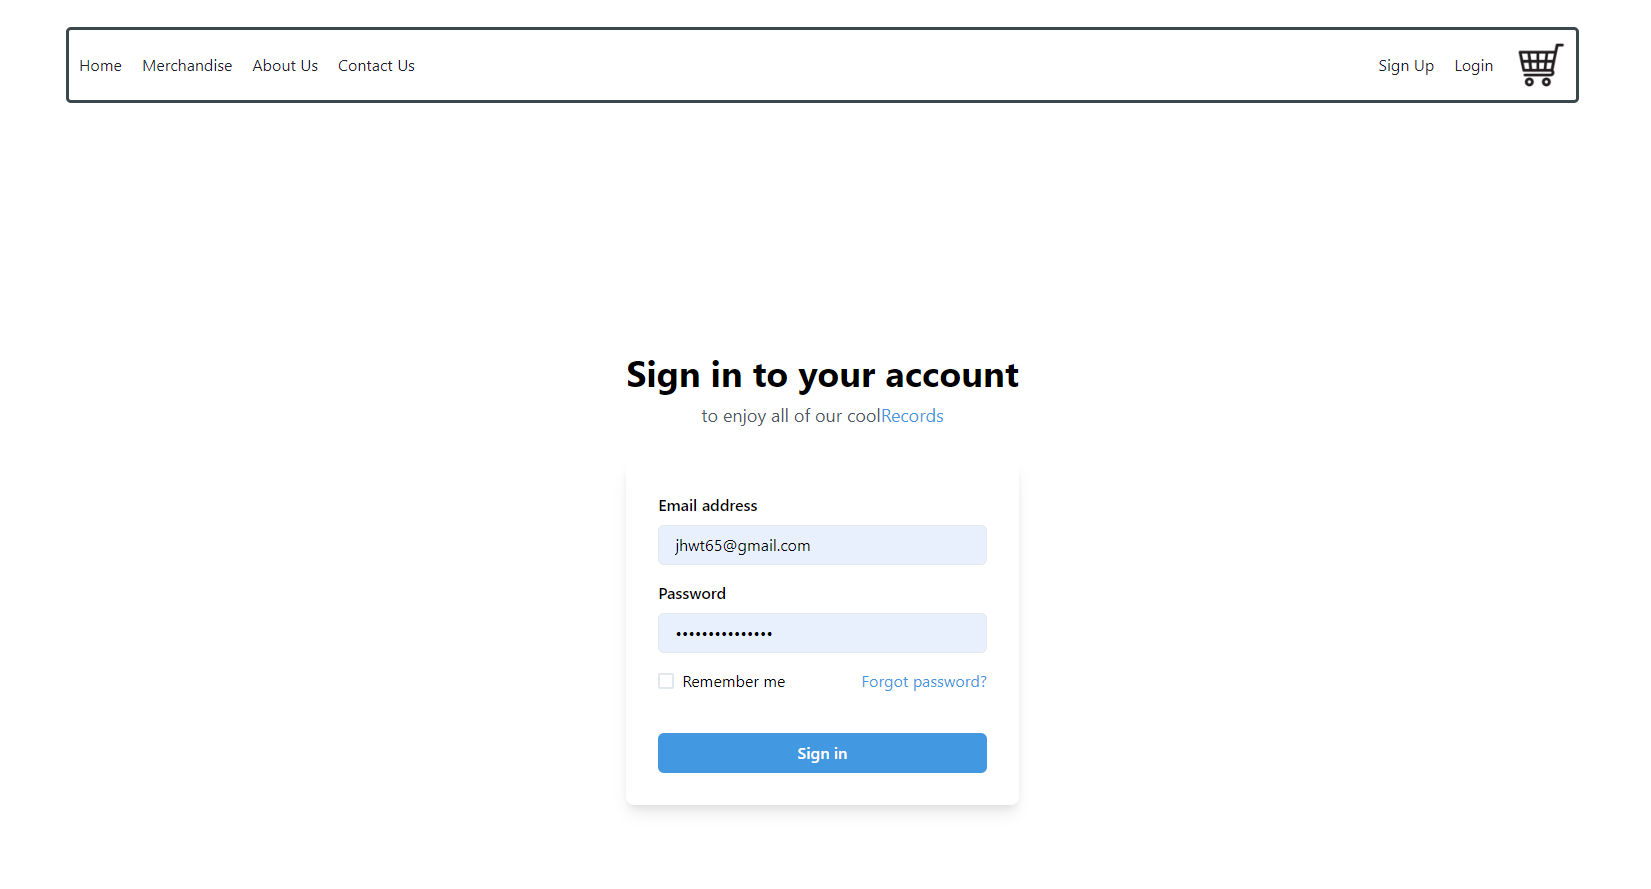 Home Merchandise About Us Contact Us Sign Up Login
Sign in to your account
to enjoy all of our coolRecords
Email address
jhwt65@gmail.com
Password
•••••••••••••••
Remember me Forgot password?
Sign in